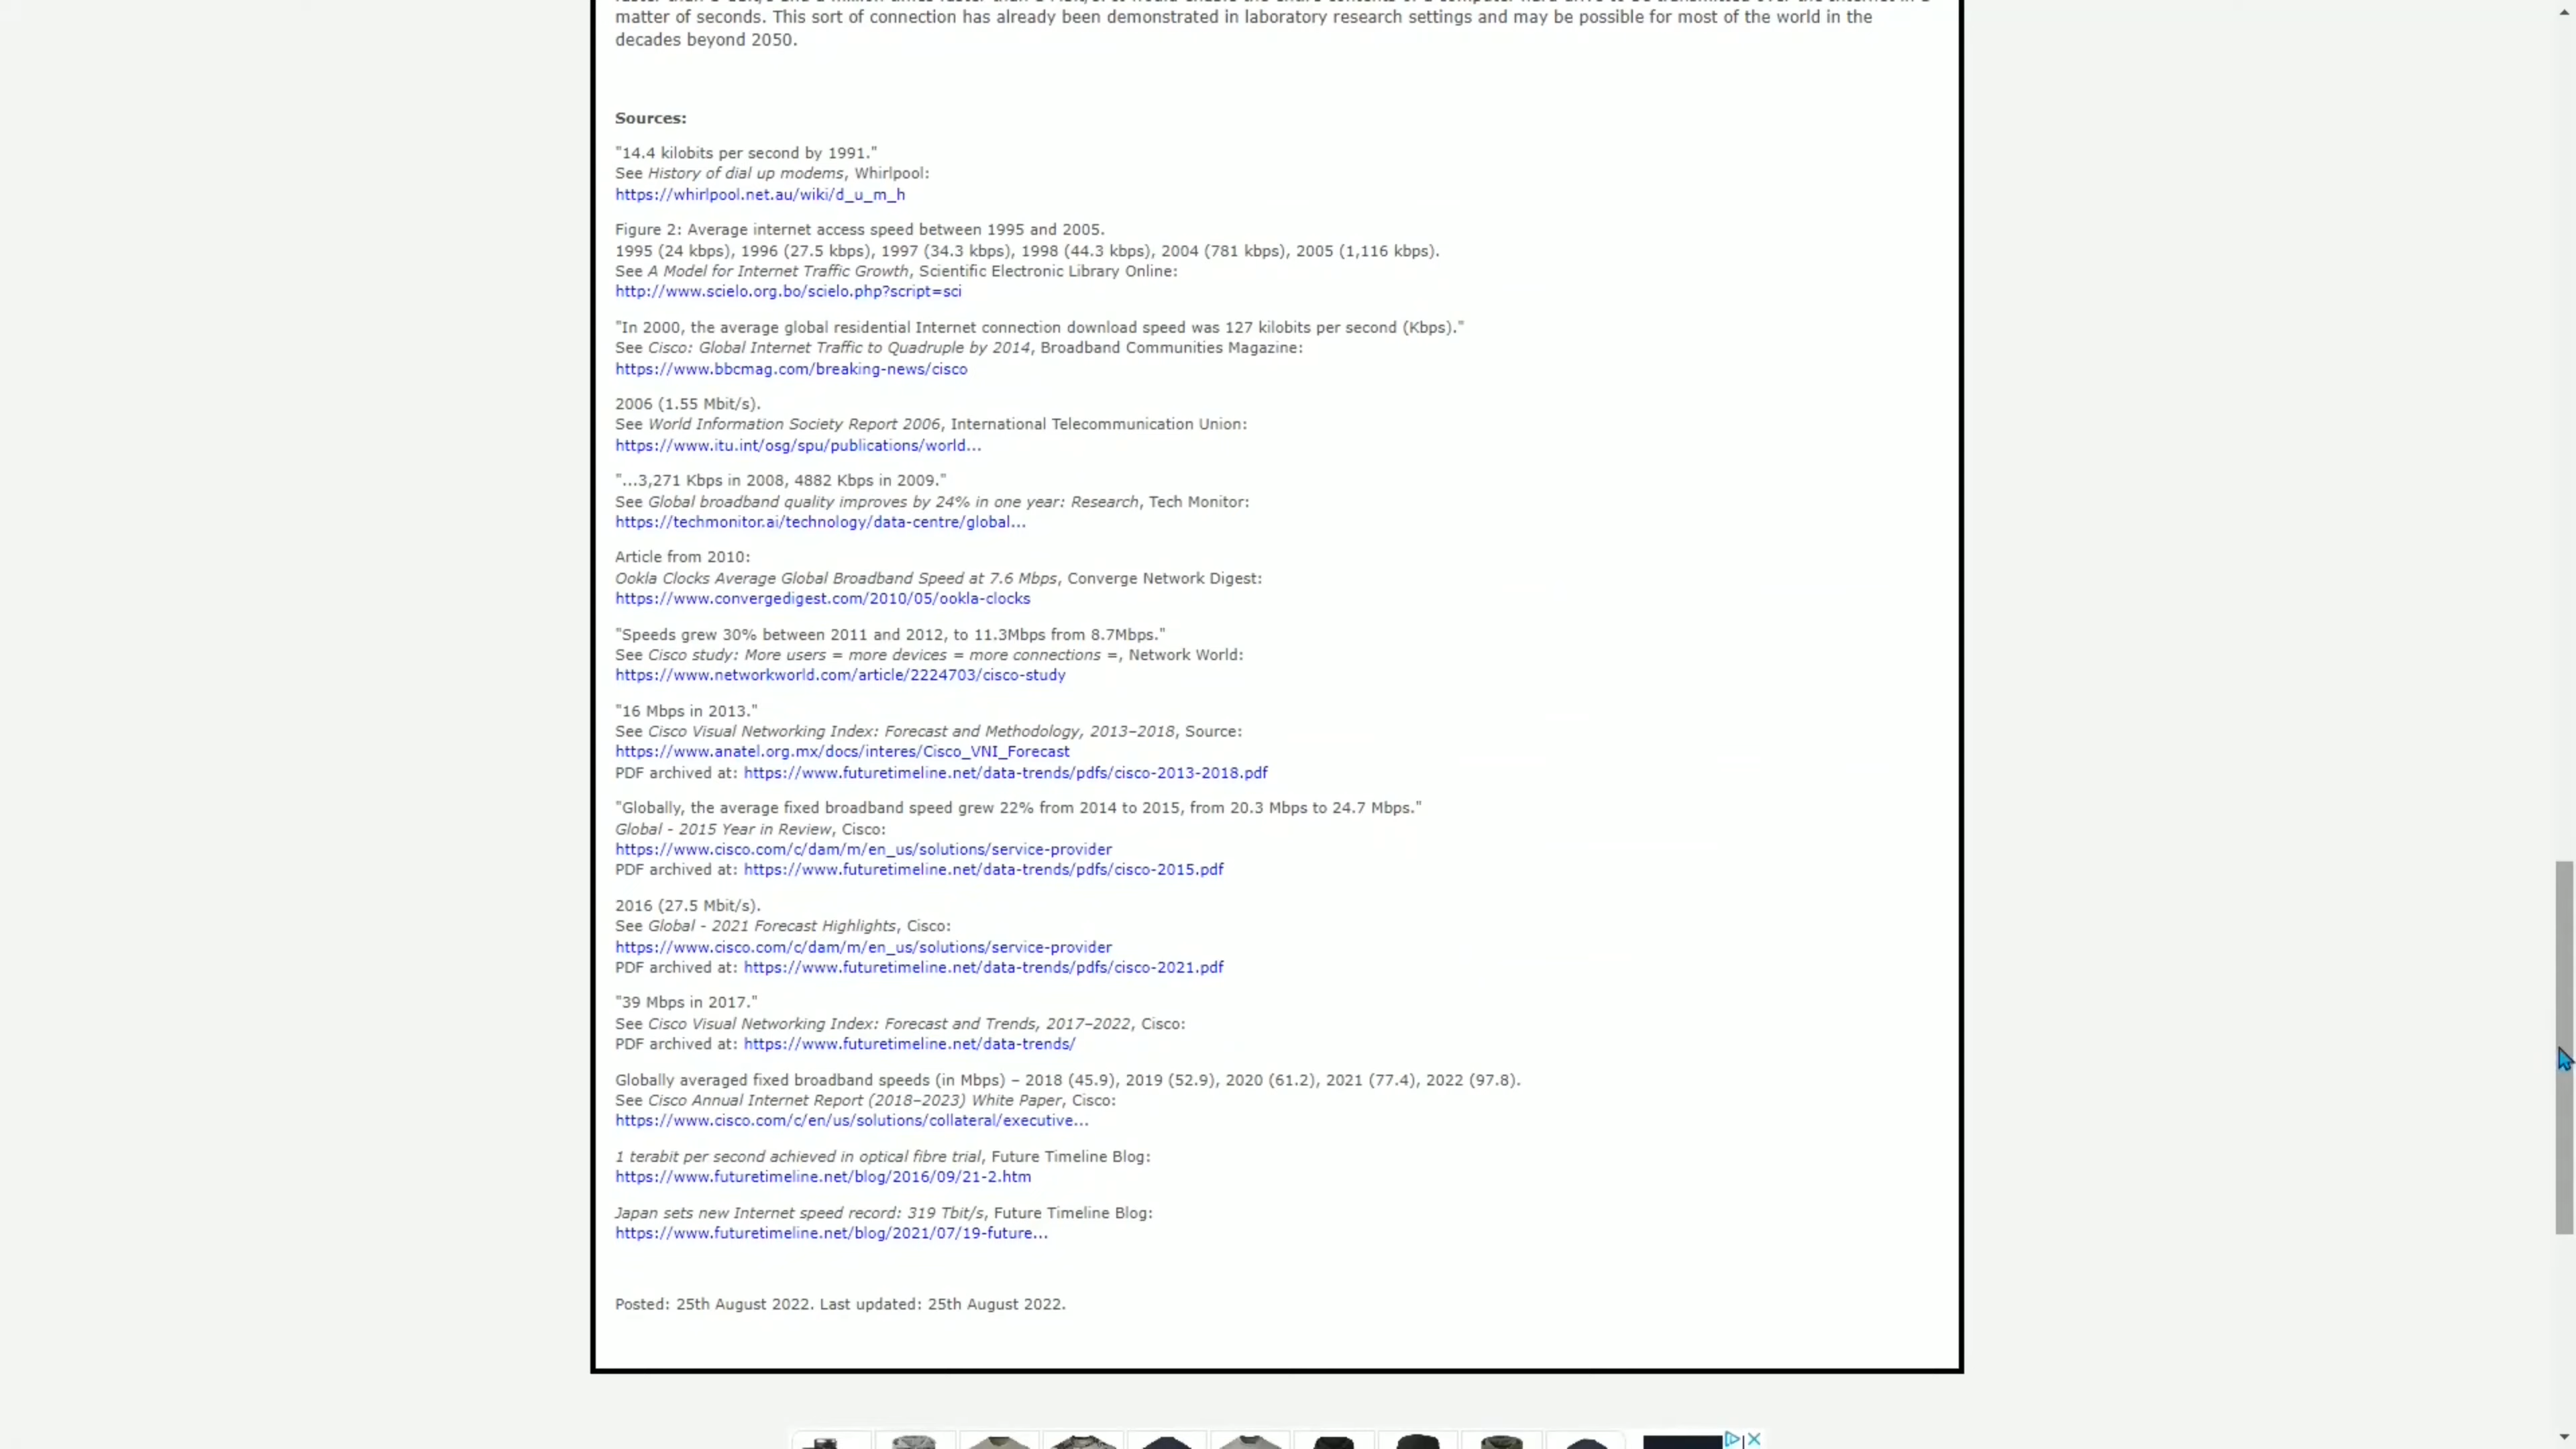 matter of seconds. This sort of connection has already been demonstrated in laboratory research settings and may be possible for most of the world in the
decades beyond 2050.
Sources:
"14.4 kilobits per second by 1991."
See History of dial up modems, Whirlpool:
https://whirlpool.net.au/wiki/d_u_m_h
Figure 2: Average internet access speed between 1995 and 2005.
1995 (24 kbps), 1996 (27.5 kbps), 1997 (34.3 kbps), 1998 (44.3 kbps), 2004 (781 kbps), 2005 (1,116 kbps).
See A Model for Internet Traffic Growth, Scientific Electronic Library Online:
http://www.scielo.org.bo/scielo.php?script=sci
"In 2000, the average global residential Internet connection download speed was 127 kilobits per second (Kbps)."
See Cisco: Global Internet Traffic to Quadruple by 2014, Broadband Communities Magazine:
https://www.bbcmag.com/breaking-news/cisco
2006 (1.55 Mbit/s).
See World Information Society Report 2006, International Telecommunication Union:
https://www.itu.int/osg/spu/publications/world...
"...3,271 Kbps in 2008, 4882 Kbps in 2009."
See Global broadband quality improves by 24% in one year: Research, Tech Monitor:
https://techmonitor.ai/technology/data-centre/global...
Article from 2010:
Ookla Clocks Average Global Broadband Speed at 7.6 Mbps, Converge Network Digest:
https://www.convergedigest.com/2010/05/ookla-clocks
"Speeds grew 30% between 2011 and 2012, to 11.3Mbps from 8.7Mbps."
See Cisco study: More users = more devices = more connections =, Network World:
https://www.networkworld.com/article/2224703/cisco-study
"16 Mbps in 2013."
See Cisco Visual Networking Index: Forecast and Methodology, 2013–2018, Source:
https://www.anatel.org.mx/docs/interes/Cisco_VNI_Forecast
PDF archived at: https://www.futuretimeline.net/data-trends/pdfs/cisco-2013-2018.pdf
"Globally, the average fixed broadband speed grew 22% from 2014 to 2015, from 20.3 Mbps to 24.7 Mbps."
Global - 2015 Year in Review, Cisco:
https://www.cisco.com/c/dam/m/en_us/solutions/service-provider
PDF archived at: https://www.futuretimeline.net/data-trends/pdfs/cisco-2015.pdf
2016 (27.5 Mbit/s).
See Global - 2021 Forecast Highlights, Cisco:
https://www.cisco.com/c/dam/m/en_us/solutions/service-provider
PDF archived at: https://www.futuretimeline.net/data-trends/pdfs/cisco-2021.pdf
"39 Mbps in 2017."
See Cisco Visual Networking Index: Forecast and Trends, 2017–2022, Cisco:
PDF archived at: https://www.futuretimeline.net/data-trends/
Globally averaged fixed broadband speeds (in Mbps) – 2018 (45.9), 2019 (52.9), 2020 (61.2), 2021 (77.4), 2022 (97.8).
See Cisco Annual Internet Report (2018–2023) White Paper, Cisco:
https://www.cisco.com/c/en/us/solutions/collateral/executive...
1 terabit per second achieved in optical fibre trial, Future Timeline Blog:
https://www.futuretimeline.net/blog/2016/09/21-2.htm
Japan sets new Internet speed record: 319 Tbit/s, Future Timeline Blog:
https://www.futuretimeline.net/blog/2021/07/19-future...
Posted: 25th August 2022. Last updated: 25th August 2022.